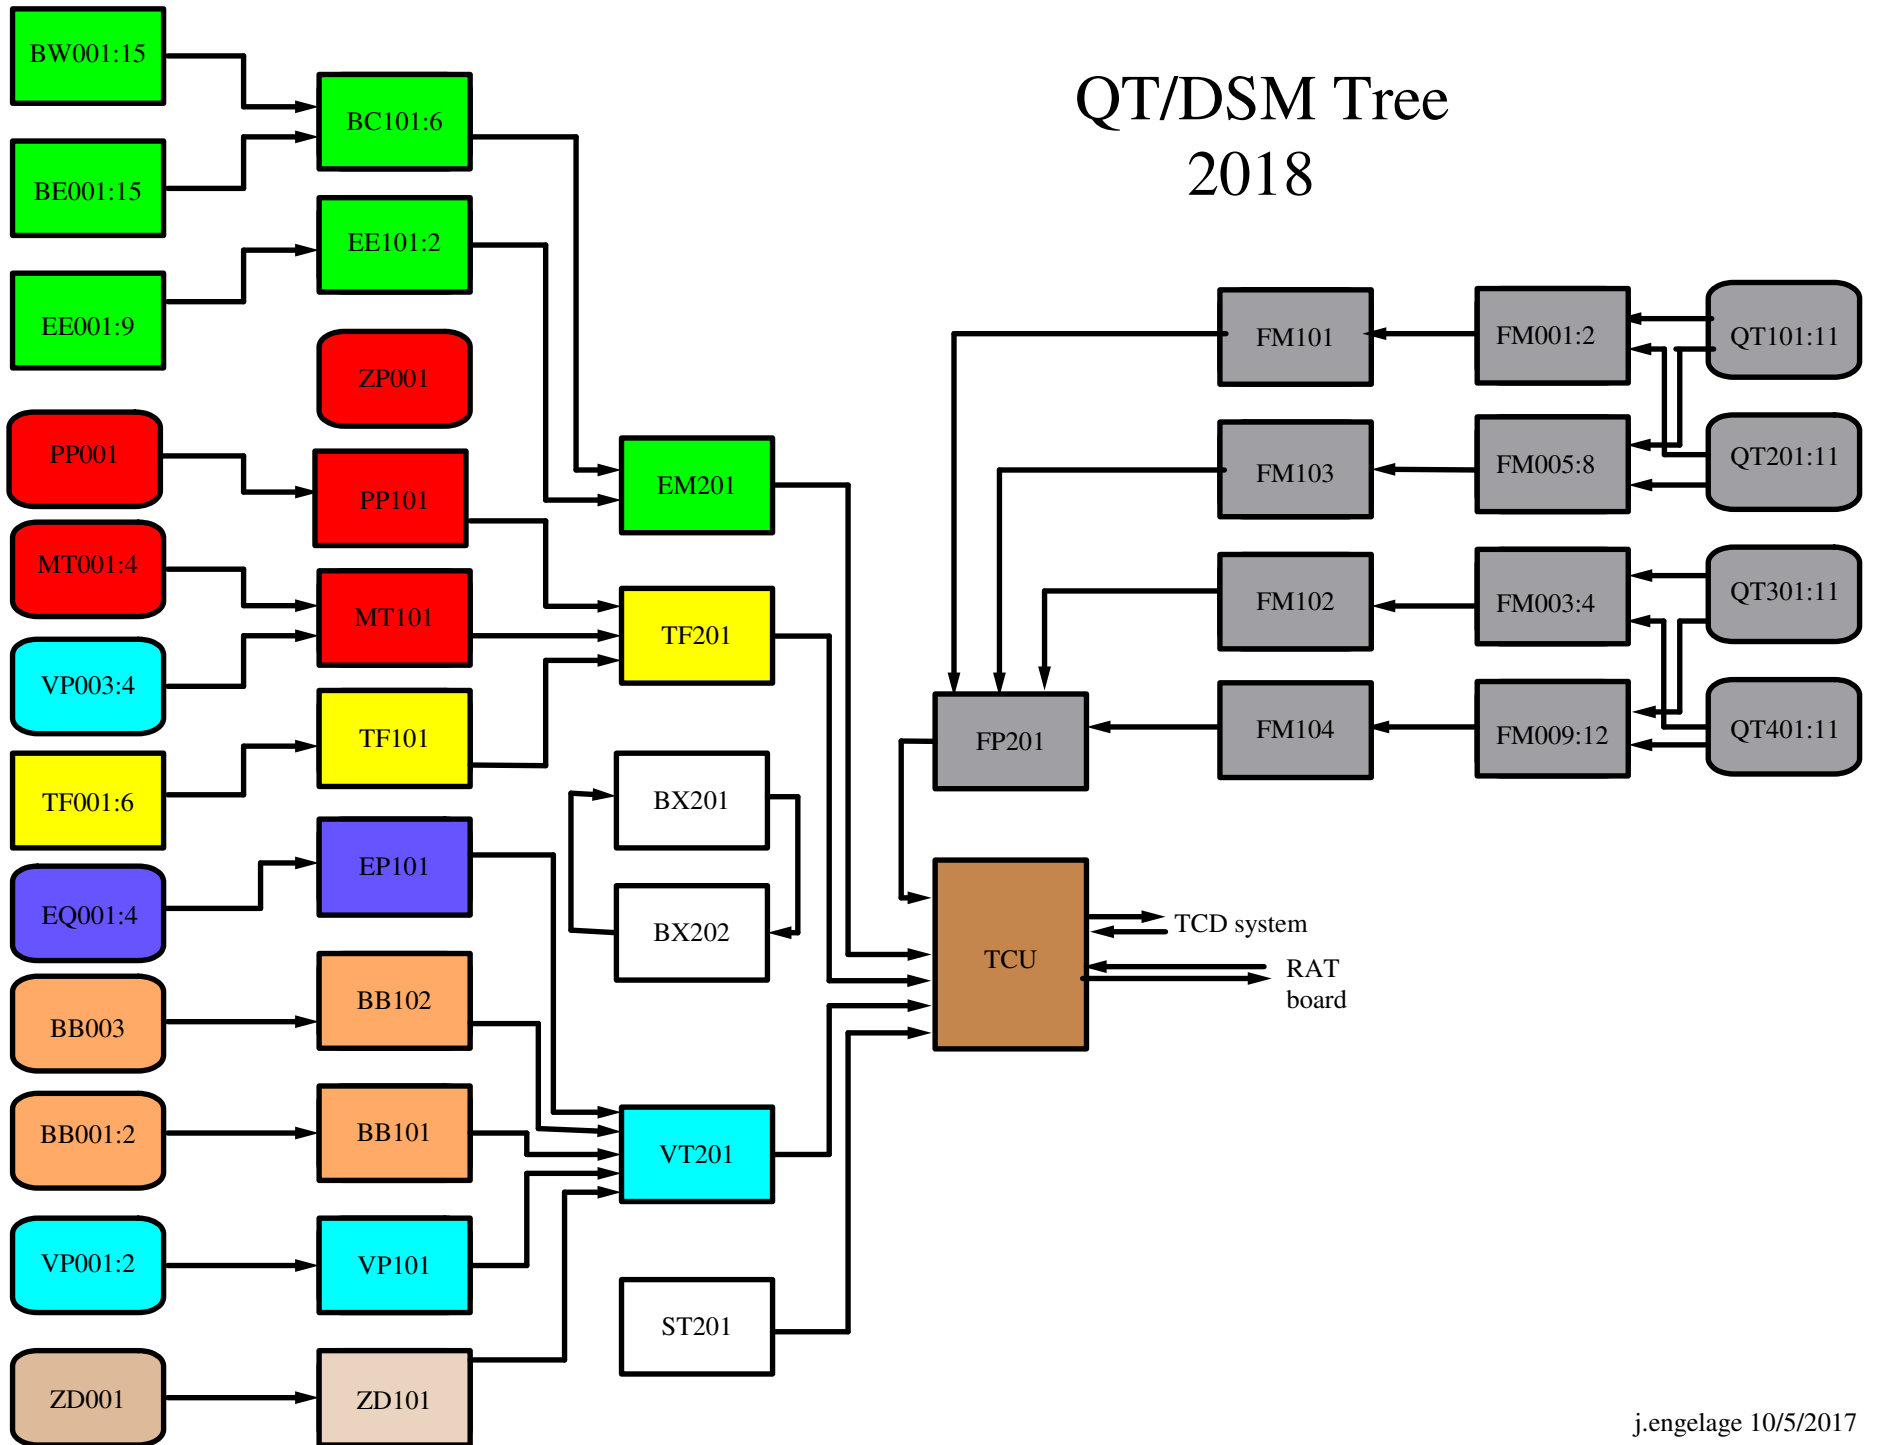 QT/DSM Tree
2018
BW001:15
BE001:15
EE001:9
PP001
MT001:4
VP003:4
TF001:6
EQ001:4
BB003
BB001:2
VP001:2
ZD001
BC101:6
EE101:2
ZP001
PP101
MT101
TF101
EP101
BB102
BB101
VP101
ZD101
EM201
TF201
BX201
BX202
VT201
ST201
FP201
TCU
TCD system
RAT
board
FM101
FM103
FM102
FM104
FM001:2
FM005:8
FM003:4
FM009:12
QT101:11
QT201:11
QT301:11
QT401:11
j.engelage 10/5/2017